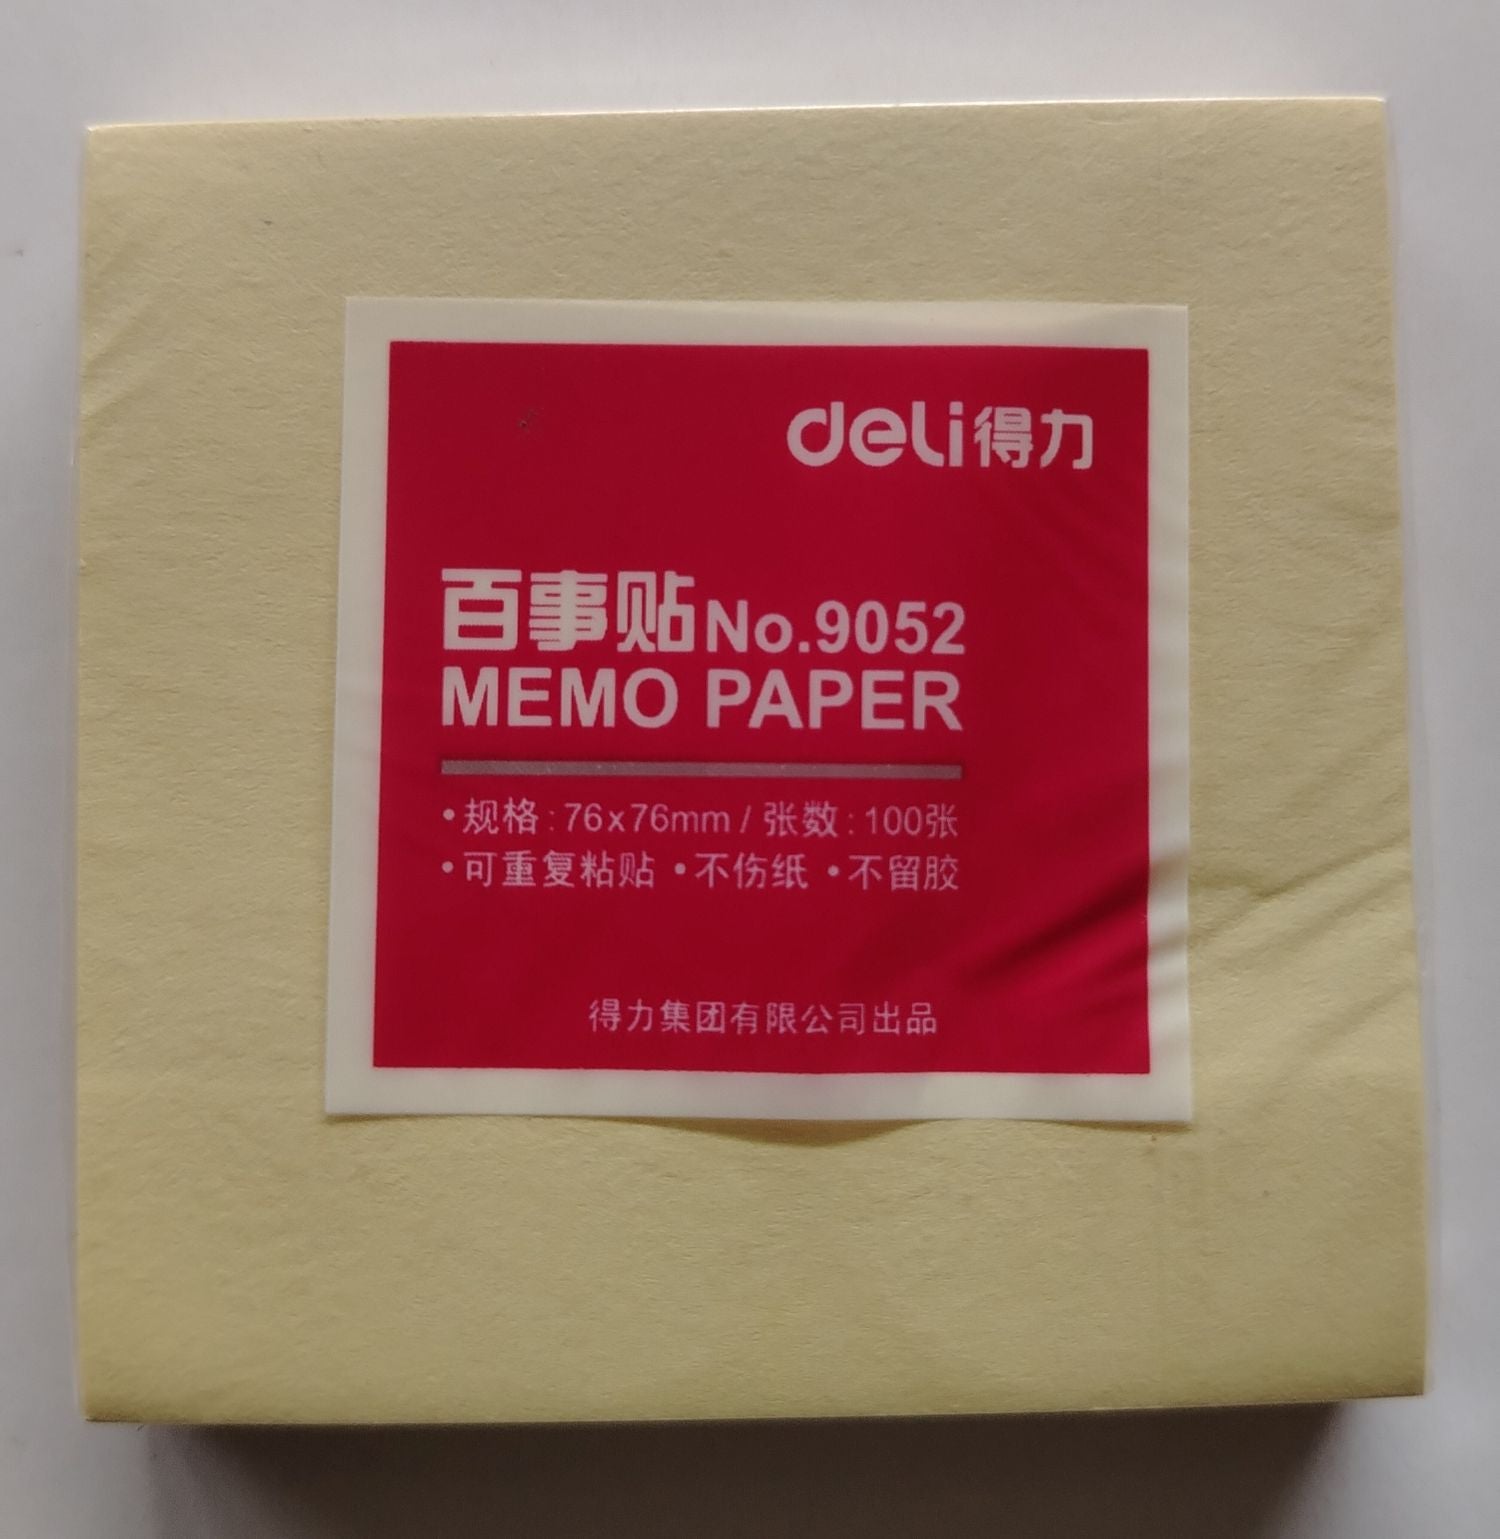 deli得力
百事贴No.9052
MEMO PAPER
•规格:76x76mm / 张数:100张
•可重复粘贴 •不伤纸 •不留胶
得力集团有限公司出品